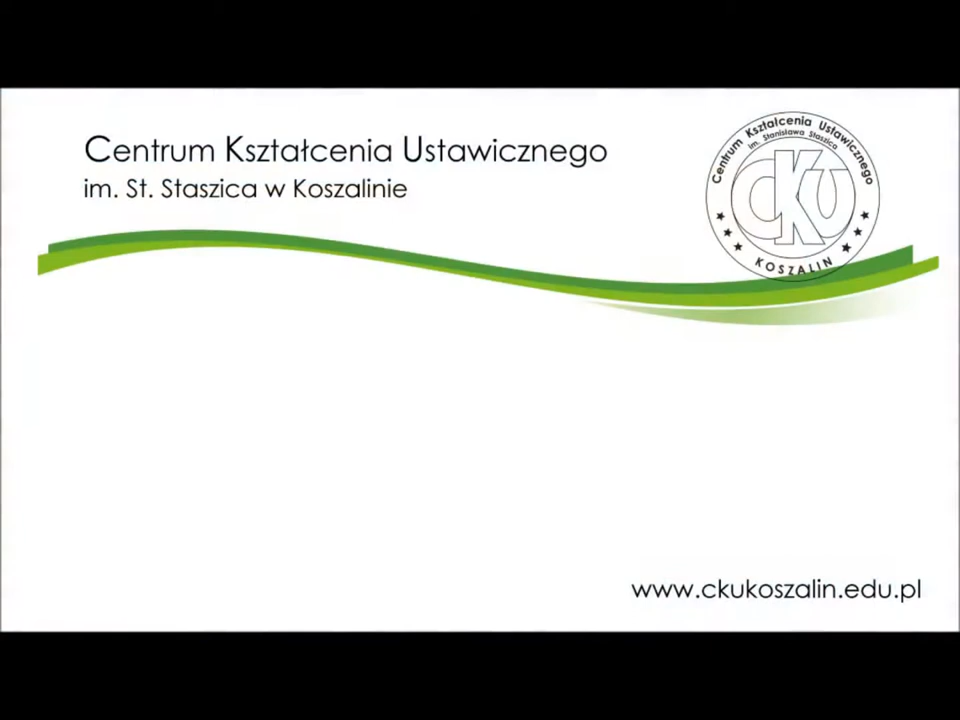 Centrum Kształcenia Ustawicznego
im. St. Staszica w Koszalinie
Centrum Kształcenia Ustawicznego
im. Stanisława Staszica
CKU
KOSZALIN
www.ckukoszalin.edu.pl